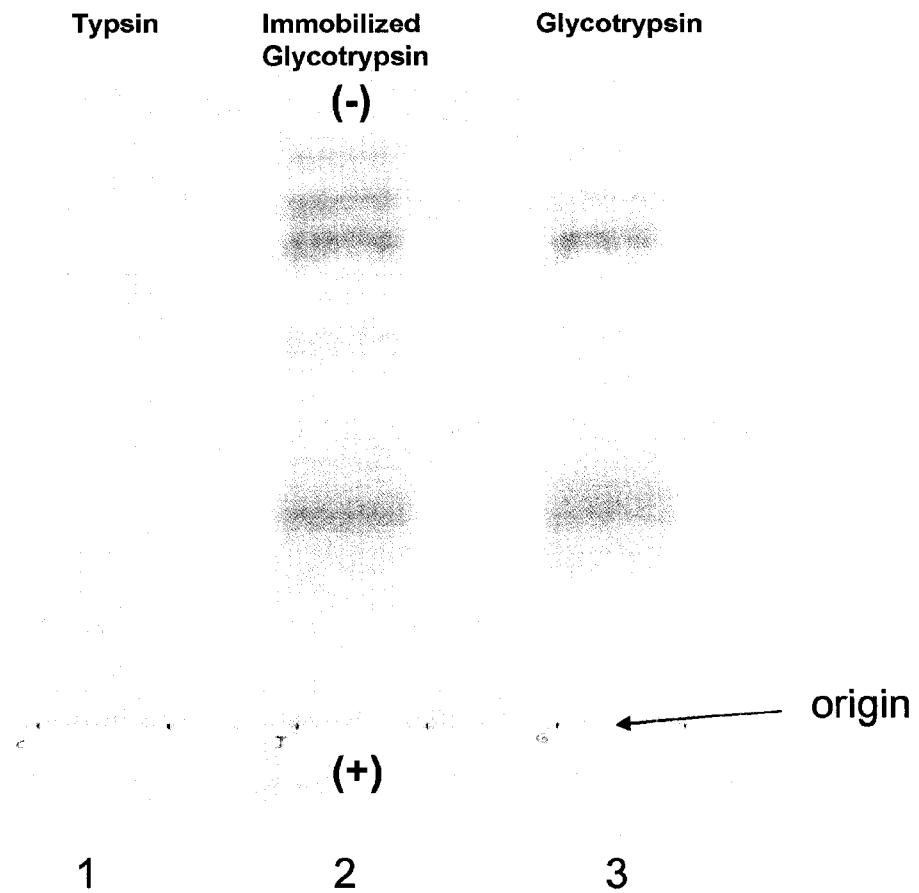 Typsin
Immobilized
Glycotrypsin
Glycotrypsin
(-)
origin
(+)
1 2 3